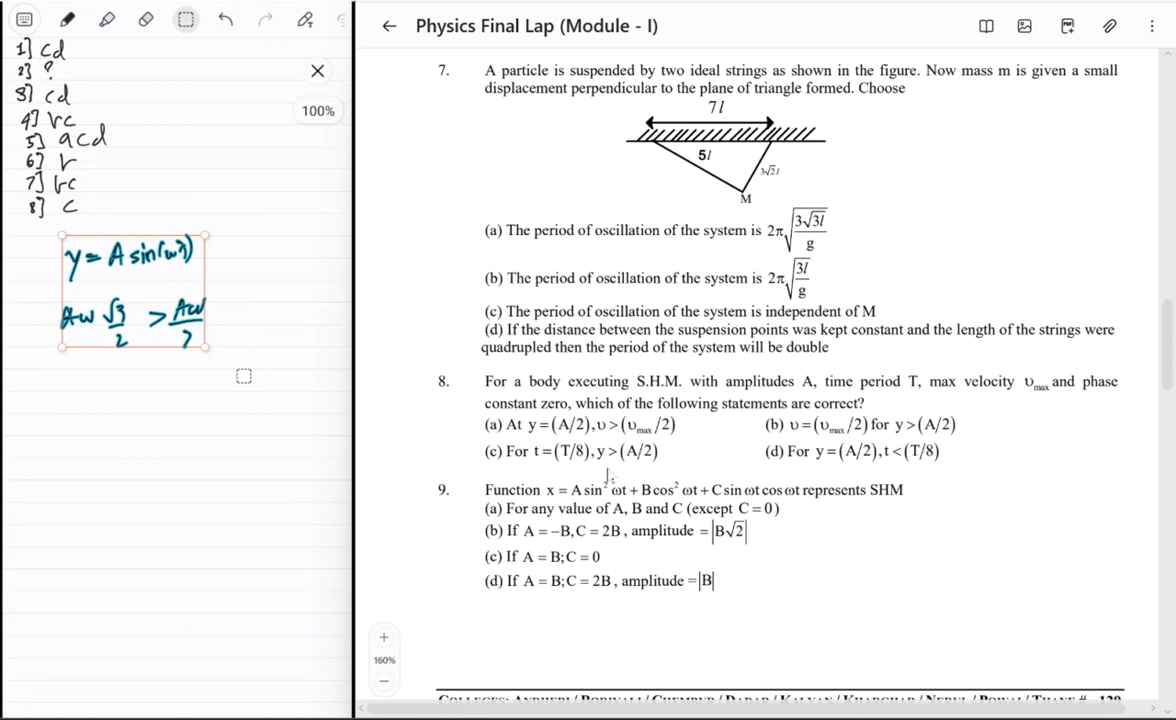 Physics Final Lap (Module - I)
1] cd
2] ?
3] cd
4] bc
5] acd
6] b
7] bc
8] c
100%
y = A sin(ωt)
Aω √3/2 > Aω/2
7. A particle is suspended by two ideal strings as shown in the figure. Now mass m is given a small
displacement perpendicular to the plane of triangle formed. Choose
7l
5l
3√2l
M
(a) The period of oscillation of the system is 2π√(3√3l/g)
(b) The period of oscillation of the system is 2π√(3l/g)
(c) The period of oscillation of the system is independent of M
(d) If the distance between the suspension points was kept constant and the length of the strings were
quadrupled then the period of the system will be double
8. For a body executing S.H.M. with amplitudes A, time period T, max velocity υmax and phase
constant zero, which of the following statements are correct?
(a) At y=(A/2),υ>(υmax/2) (b) υ=(υmax/2) for y>(A/2)
(c) For t=(T/8),y>(A/2) (d) For y=(A/2),t<(T/8)
9. Function x = A sin² ωt + B cos² ωt + C sin ωt cos ωt represents SHM
(a) For any value of A, B and C (except C=0)
(b) If A=-B,C=2B, amplitude = |B√2|
(c) If A=B;C=0
(d) If A=B;C=2B, amplitude =|B|
160%